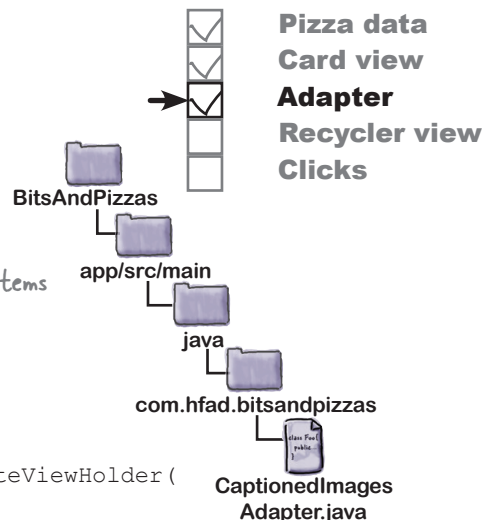 Pizza data
Card view
Adapter
Recycler view
Clicks
BitsAndPizzas
app/src/main
java
com.hfad.bitsandpizzas
class Foo{
public
}
CaptionedImages
Adapter.java
tems
teViewHolder(